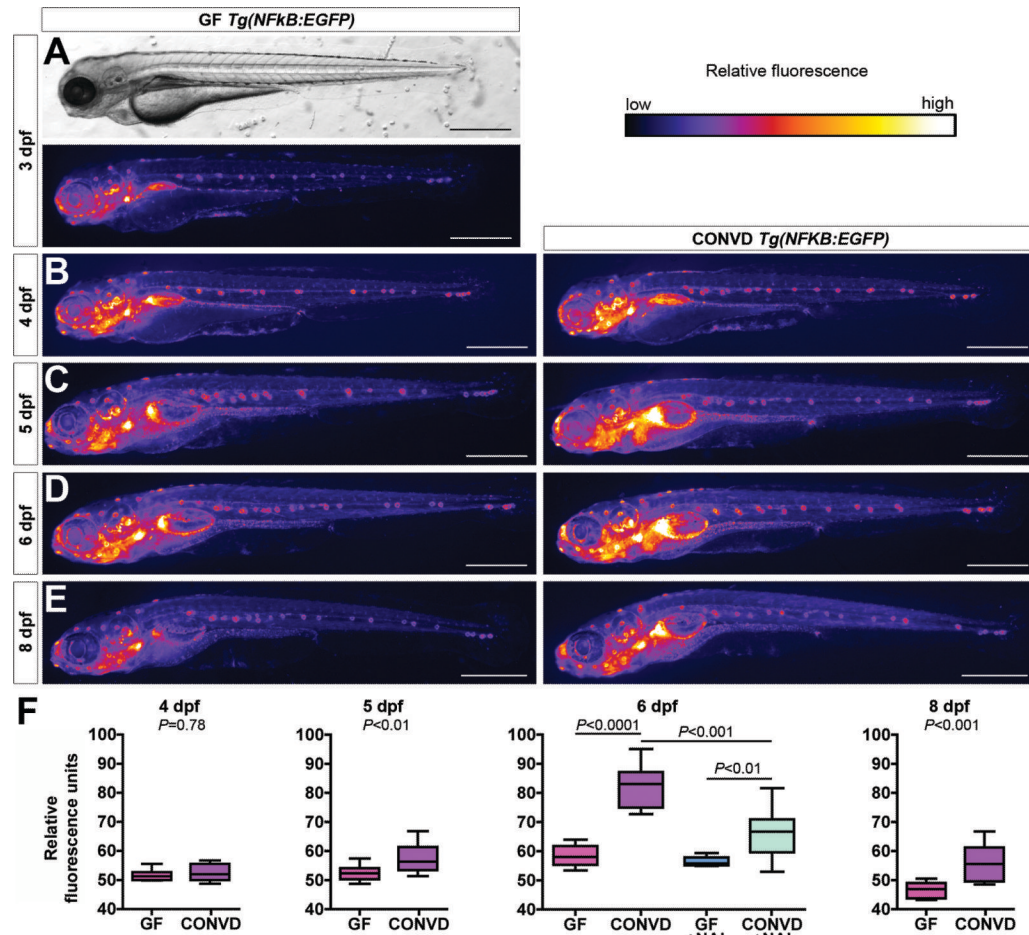 GF Tg(NFkB:EGFP)
A
3 dpf
Relative fluorescence
low high
CONVD Tg(NFKB:EGFP)
B
4 dpf
C
5 dpf
D
6 dpf
E
8 dpf
F
4 dpf
P=0.78
5 dpf
P<0.01
6 dpf
P<0.0001
P<0.001
P<0.01
8 dpf
P<0.001
Relative
fluorescence units
100
90
80
70
60
50
40
GF CONVD
100
90
80
70
60
50
40
GF CONVD
100
90
80
70
60
50
40
GF CONVD GF CONVD
100
90
80
70
60
50
40
GF CONVD